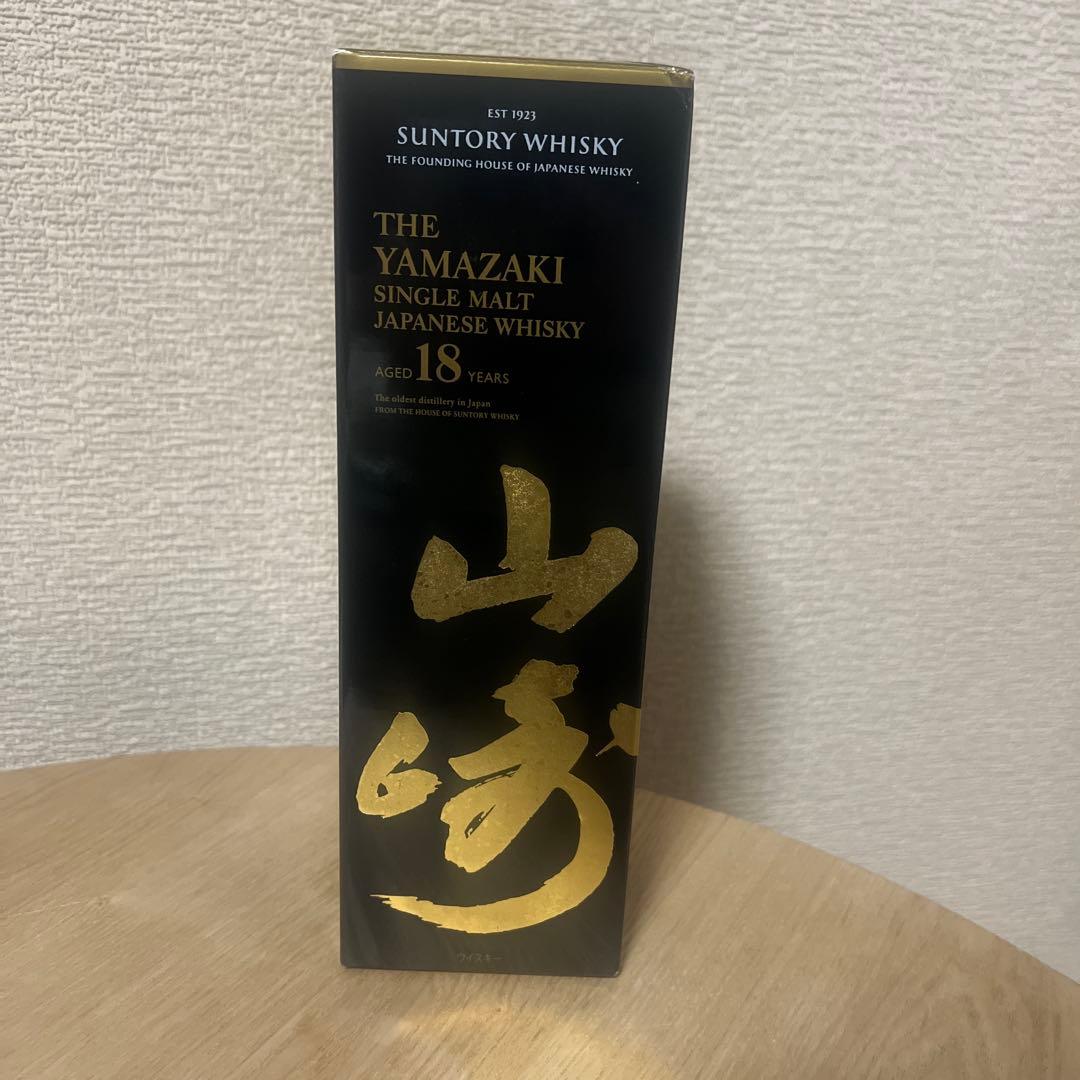 EST 1923
SUNTORY WHISKY
THE FOUNDING HOUSE OF JAPANESE WHISKY
THE
YAMAZAKI
SINGLE MALT
JAPANESE WHISKY
AGED 18 YEARS
The oldest distillery in Japan
FROM THE HOUSE OF SUNTORY WHISKY
山
崎
ウイスキー